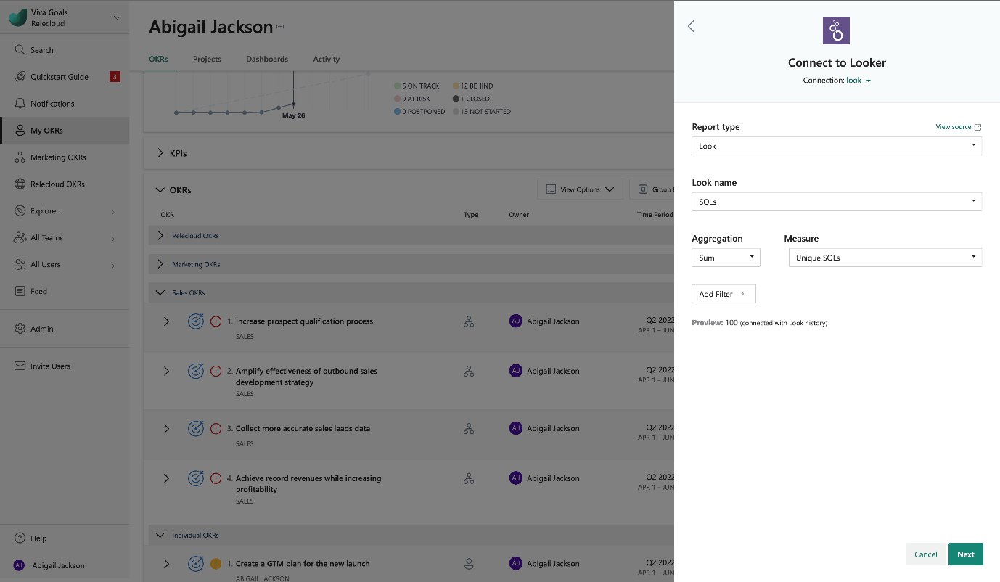 Viva Goals
Relecloud
Search
Quickstart Guide 3
Notifications
My OKRs
Marketing OKRs
Relecloud OKRs
Explorer
All Teams
All Users
Feed
Admin
Invite Users
Help
AJ Abigail Jackson
Abigail Jackson
OKRs Projects Dashboards Activity
May 26
5 ON TRACK 12 BEHIND
9 AT RISK 1 CLOSED
0 POSTPONED 13 NOT STARTED
KPIs
OKRs View Options Group
OKR Type Owner Time Period
Relecloud OKRs
Marketing OKRs
Sales OKRs
1. Increase prospect qualification process AJ Abigail Jackson Q2 2022
SALES APR 1 – JUN
2. Amplify effectiveness of outbound sales AJ Abigail Jackson Q2 2022
development strategy APR 1 – JUN
SALES
3. Collect more accurate sales leads data AJ Abigail Jackson Q2 2022
SALES APR 1 – JUN
4. Achieve record revenues while increasing AJ Abigail Jackson Q2 2022
profitability APR 1 – JUN
SALES
Individual OKRs
1. Create a GTM plan for the new launch AJ Abigail Jackson Q2 2022
ABIGAIL JACKSON APR 1 – JUN
Connect to Looker
Connection: look
Report type View source
Look
Look name
SQLs
Aggregation Measure
Sum Unique SQLs
Add Filter
Preview: 100 (connected with Look history)
Cancel Next